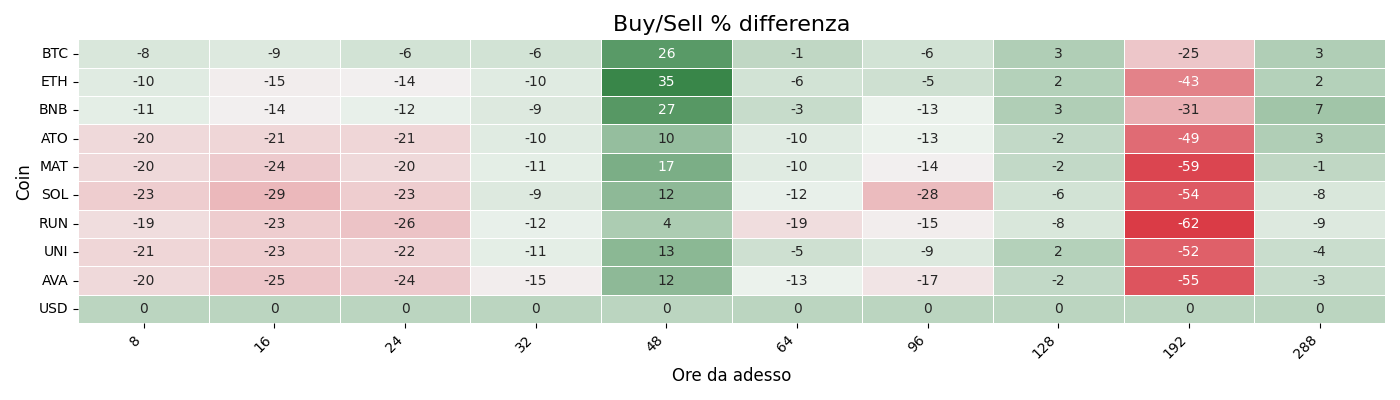 Buy/Sell % differenza
Coin
BTC -8 -9 -6 -6 26 -1 -6 3 -25 3
ETH -10 -15 -14 -10 35 -6 -5 2 -43 2
BNB -11 -14 -12 -9 27 -3 -13 3 -31 7
ATO -20 -21 -21 -10 10 -10 -13 -2 -49 3
MAT -20 -24 -20 -11 17 -10 -14 -2 -59 -1
SOL -23 -29 -23 -9 12 -12 -28 -6 -54 -8
RUN -19 -23 -26 -12 4 -19 -15 -8 -62 -9
UNI -21 -23 -22 -11 13 -5 -9 2 -52 -4
AVA -20 -25 -24 -15 12 -13 -17 -2 -55 -3
USD 0 0 0 0 0 0 0 0 0 0
8 16 24 32 48 64 96 128 192 288
Ore da adesso